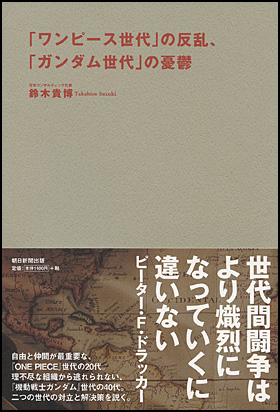 「ワンピース世代」の反乱、
「ガンダム世代」の憂鬱
百年コンサルティング代表
鈴木貴博 Takahiro Suzuki
世代間闘争は
より熾烈に
なっていくに
違いない
ピーター・F・ドラッカー
朝日新聞出版
定価:本体1100円+税
自由と仲間が最重要な、
「ONE PIECE」世代の20代
理不尽な組織から逃れられない、
「機動戦士ガンダム」世代の40代、
二つの世代の対立と解決策を説く。